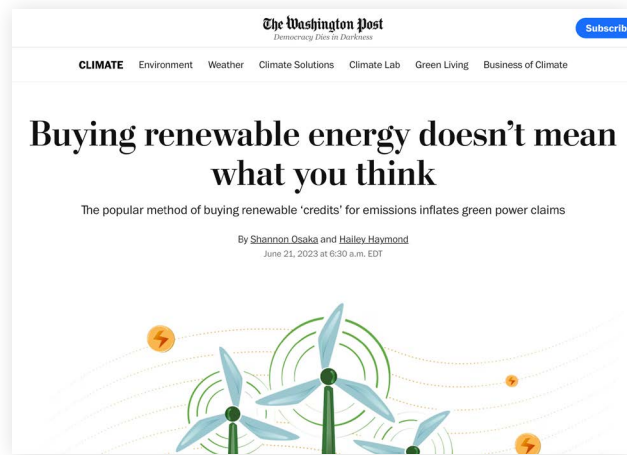 The Washington Post
Democracy Dies in Darkness
Subscrib
CLIMATE Environment Weather Climate Solutions Climate Lab Green Living Business of Climate
Buying renewable energy doesn’t mean
what you think
The popular method of buying renewable ‘credits’ for emissions inflates green power claims
By Shannon Osaka and Hailey Haymond
June 21, 2023 at 6:30 a.m. EDT